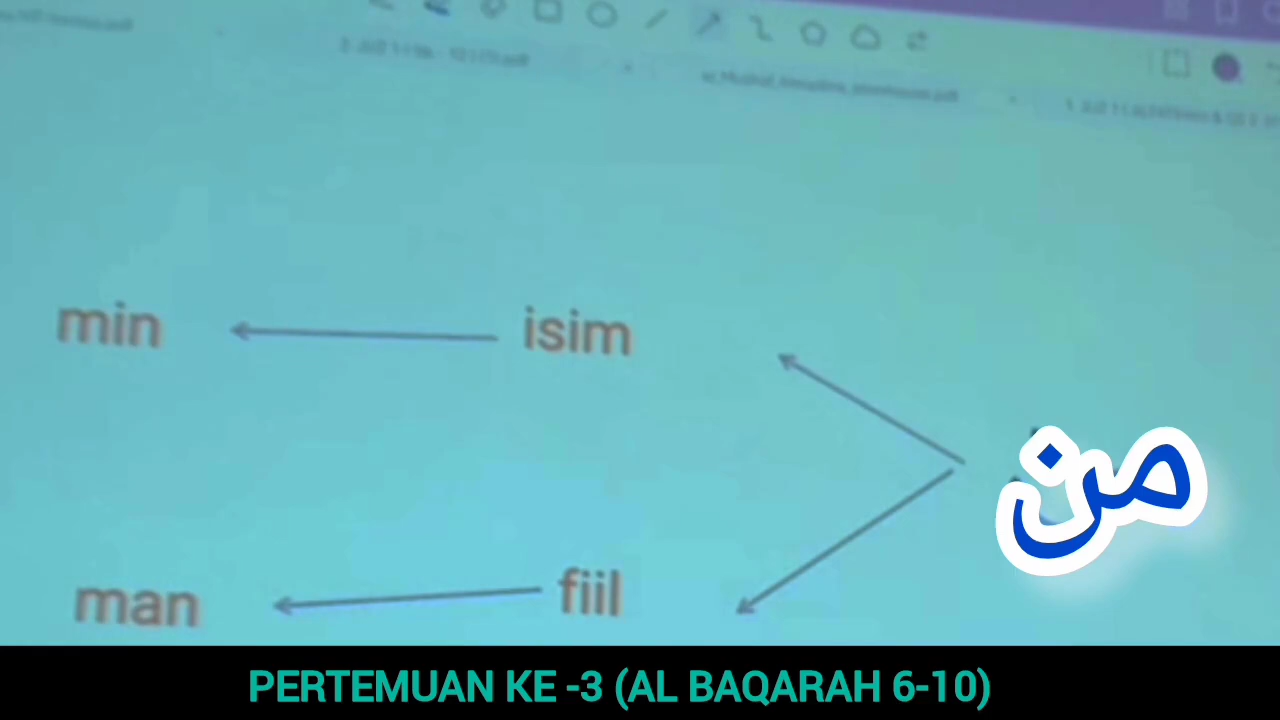 min
isim
من
man
fiil
PERTEMUAN KE -3 (AL BAQARAH 6-10)